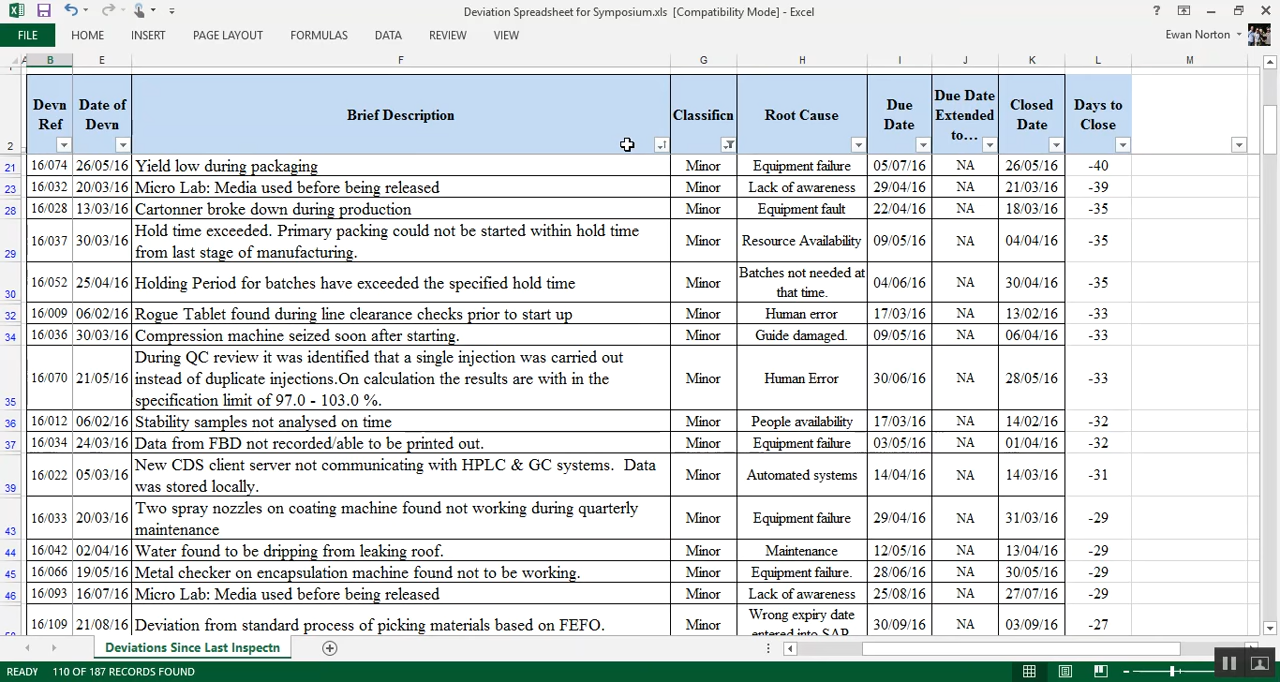 Deviation Spreadsheet for Symposium.xls [Compatibility Mode] - Excel
FILE HOME INSERT PAGE LAYOUT FORMULAS DATA REVIEW VIEW
Ewan Norton
B E F G H I J K L M
2 Devn Ref Date of Devn Brief Description Classificn Root Cause Due Date Due Date Extended to... Closed Date Days to Close
21 16/074 26/05/16 Yield low during packaging Minor Equipment failure 05/07/16 NA 26/05/16 -40
23 16/032 20/03/16 Micro Lab: Media used before being released Minor Lack of awareness 29/04/16 NA 21/03/16 -39
28 16/028 13/03/16 Cartonner broke down during production Minor Equipment fault 22/04/16 NA 18/03/16 -35
29 16/037 30/03/16 Hold time exceeded. Primary packing could not be started within hold time
from last stage of manufacturing. Minor Resource Availability 09/05/16 NA 04/04/16 -35
30 16/052 25/04/16 Holding Period for batches have exceeded the specified hold time Minor Batches not needed at
that time. 04/06/16 NA 30/04/16 -35
32 16/009 06/02/16 Rogue Tablet found during line clearance checks prior to start up Minor Human error 17/03/16 NA 13/02/16 -33
34 16/036 30/03/16 Compression machine seized soon after starting. Minor Guide damaged. 09/05/16 NA 06/04/16 -33
35 16/070 21/05/16 During QC review it was identified that a single injection was carried out
instead of duplicate injections.On calculation the results are with in the
specification limit of 97.0 - 103.0 %. Minor Human Error 30/06/16 NA 28/05/16 -33
36 16/012 06/02/16 Stability samples not analysed on time Minor People availability 17/03/16 NA 14/02/16 -32
37 16/034 24/03/16 Data from FBD not recorded/able to be printed out. Minor Equipment failure 03/05/16 NA 01/04/16 -32
39 16/022 05/03/16 New CDS client server not communicating with HPLC & GC systems. Data
was stored locally. Minor Automated systems 14/04/16 NA 14/03/16 -31
43 16/033 20/03/16 Two spray nozzles on coating machine found not working during quarterly
maintenance Minor Equipment failure 29/04/16 NA 31/03/16 -29
44 16/042 02/04/16 Water found to be dripping from leaking roof. Minor Maintenance 12/05/16 NA 13/04/16 -29
45 16/066 19/05/16 Metal checker on encapsulation machine found not to be working. Minor Equipment failure. 28/06/16 NA 30/05/16 -29
46 16/093 16/07/16 Micro Lab: Media used before being released Minor Lack of awareness 25/08/16 NA 27/07/16 -29
16/109 21/08/16 Deviation from standard process of picking materials based on FEFO. Minor Wrong expiry date
entered into SAP 30/09/16 NA 03/09/16 -27
Deviations Since Last Inspectn
READY 110 OF 187 RECORDS FOUND